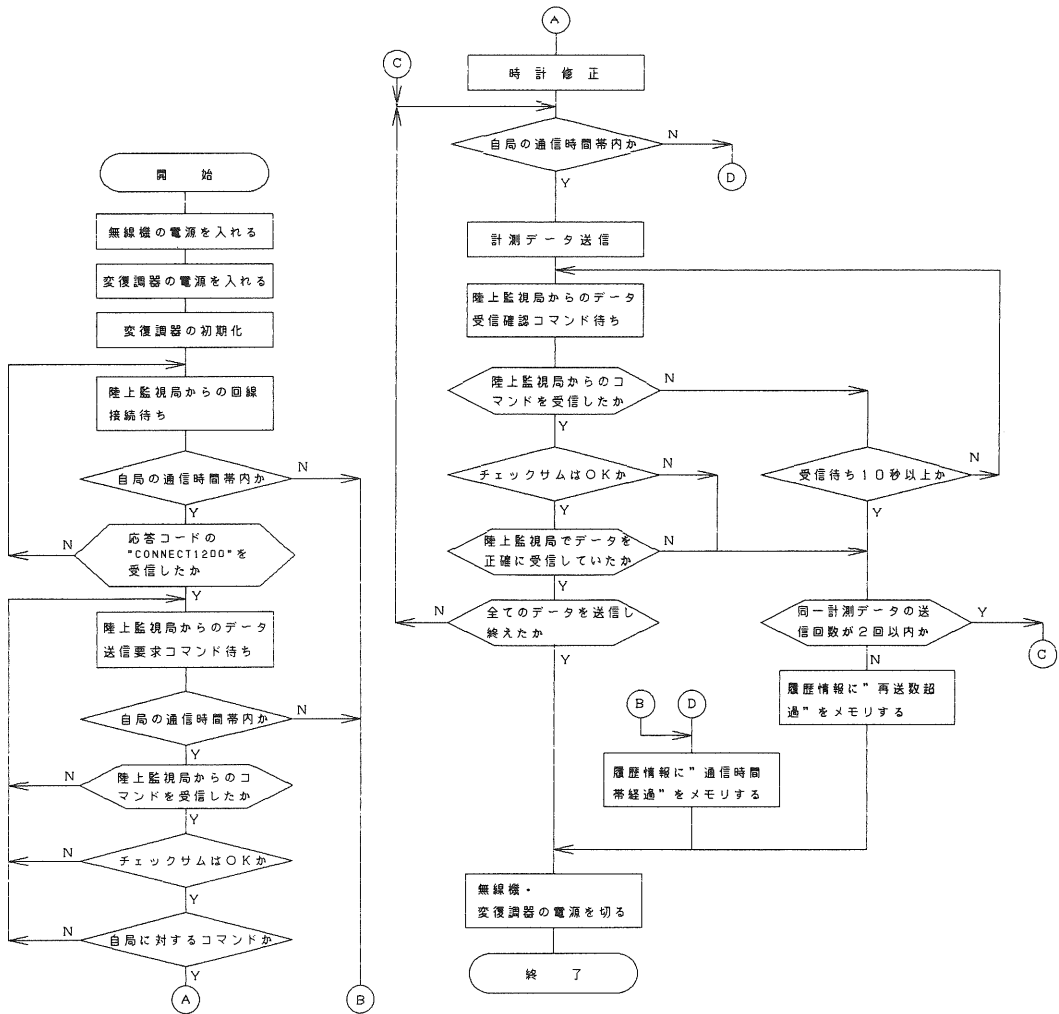 開 始
無線機の電源を入れる
変復調器の電源を入れる
変復調器の初期化
陸上監視局からの回線
接続待ち
自局の通信時間帯内か
N
Y
応答コードの
"CONNECT1200"を
受信したか
N
Y
陸上監視局からのデータ
送信要求コマンド待ち
自局の通信時間帯内か
N
Y
陸上監視局からのコ
マンドを受信したか
N
Y
チェックサムはOKか
N
Y
自局に対するコマンドか
N
Y
A
B
A
時 計 修 正
C
自局の通信時間帯内か
N
D
Y
計測データ送信
陸上監視局からのデータ
受信確認コマンド待ち
陸上監視局からのコ
マンドを受信したか
N
Y
チェックサムはOKか
N
Y
受信待ち10秒以上か
N
Y
陸上監視局でデータを
正確に受信していたか
N
Y
全てのデータを送信し
終えたか
N
Y
同一計測データの送
信回数が2回以内か
Y
C
N
履歴情報に”再送数超
過”をメモリする
B
D
履歴情報に”通信時間
帯経過”をメモリする
無線機・
変復調器の電源を切る
終 了